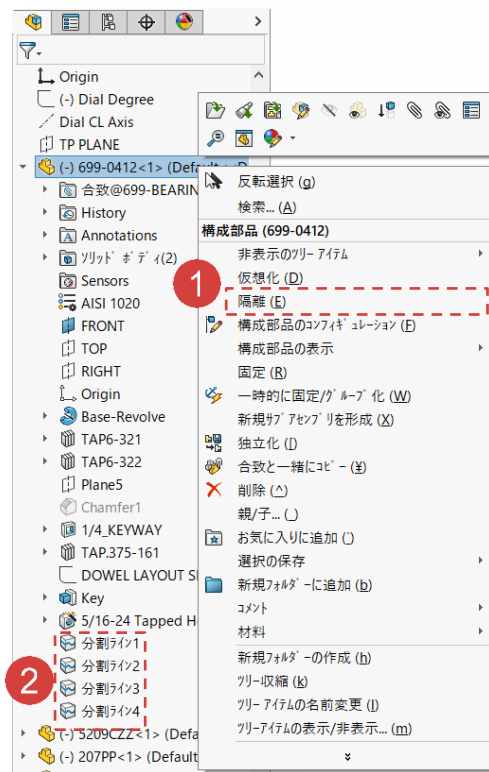 Origin
(-) Dial Degree
Dial CL Axis
TP PLANE
(-) 699-0412<1> (Default<<D
合致@699-BEARIN
History
Annotations
ｿﾘｯﾄﾞ ﾎﾞﾃﾞｨ(2)
Sensors
AISI 1020
FRONT
TOP
RIGHT
Origin
Base-Revolve
TAP6-321
TAP6-322
Plane5
Chamfer1
1/4_KEYWAY
TAP.375-161
DOWEL LAYOUT S
Key
5/16-24 Tapped H
分割ﾗｲﾝ1
分割ﾗｲﾝ2
分割ﾗｲﾝ3
分割ﾗｲﾝ4
2
(-) 5209CZZ<1> (Defa
(-) 207PP<1> (Default
反転選択 (g)
検索... (A)
構成部品 (699-0412)
非表示のﾂﾘｰ ｱｲﾃﾑ
仮想化 (D)
1
隔離 (E)
構成部品のｺﾝﾌｨｷﾞｭﾚｰｼｮﾝ (F)
構成部品の表示
固定 (R)
一時的に固定/ｸﾞﾙｰﾌﾟ化 (W)
新規ｻﾌﾞｱｾﾝﾌﾞﾘを形成 (X)
独立化 ([)
合致と一緒にｺﾋﾟｰ (¥)
削除 (^)
親/子... (_)
お気に入りに追加 (`)
選択の保存
新規ﾌｫﾙﾀﾞｰに追加 (b)
ｺﾒﾝﾄ
材料
新規ﾌｫﾙﾀﾞｰの作成 (h)
ﾂﾘｰ収縮 (k)
ﾂﾘｰ ｱｲﾃﾑの名前変更 (l)
ﾂﾘｰｱｲﾃﾑの表示/非表示... (m)